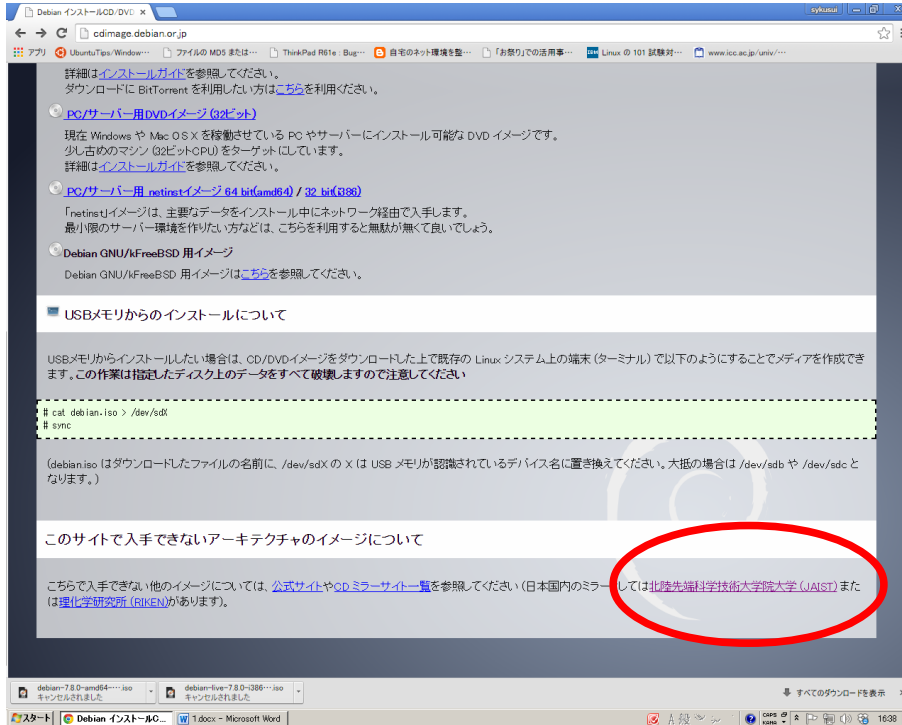 Debian インストールCD/DVD
sykusui
cdimage.debian.or.jp
アプリ UbuntuTips/Window… ファイルの MD5 または… ThinkPad R61e : Bug… 自宅のネット環境を整… 「お祭り」での活用事… Linux の 101 試験対… www.icc.ac.jp/univ/…
詳細はインストールガイドを参照してください。
ダウンロードに BitTorrent を利用したい方はこちらを利用ください。
PC/サーバー用DVDイメージ (32ビット)
現在 Windows や Mac OS X を稼働させている PC やサーバーにインストール可能な DVD イメージです。
少し古めのマシン (32ビットCPU) をターゲットにしています。
詳細はインストールガイドを参照してください。
PC/サーバー用 netinstイメージ 64 bit(amd64) / 32 bit(i386)
「netinst」イメージは、主要なデータをインストール中にネットワーク経由で入手します。
最小限のサーバー環境を作りたい方などは、こちらを利用すると無駄が無くて良いでしょう。
Debian GNU/kFreeBSD 用イメージ
Debian GNU/kFreeBSD 用イメージはこちらを参照してください。
USBメモリからのインストールについて
USBメモリからインストールしたい場合は、CD/DVDイメージをダウンロードした上で既存の Linux システム上の端末 (ターミナル) で以下のようにすることでメディアを作成でき
ます。この作業は指定したディスク上のデータをすべて破壊しますので注意してください
# cat debian.iso > /dev/sdX
# sync
(debian.iso はダウンロードしたファイルの名前に、/dev/sdX の X は USB メモリが認識されているデバイス名に置き換えてください。大抵の場合は /dev/sdb や /dev/sdc と
なります。)
このサイトで入手できないアーキテクチャのイメージについて
こちらで入手できない他のイメージについては、公式サイトやCDミラーサイト一覧を参照してください (日本国内のミラー しては北陸先端科学技術大学院大学 (JAIST)また
は理化学研究所 (RIKEN)があります)。
debian-7.8.0-amd64-…iso debian-live-7.8.0-i386…iso
キャンセルされました キャンセルされました
すべてのダウンロードを表示
スタート Debian インストールC... 1.docx - Microsoft Word A 般 CAPS KANA 16:38